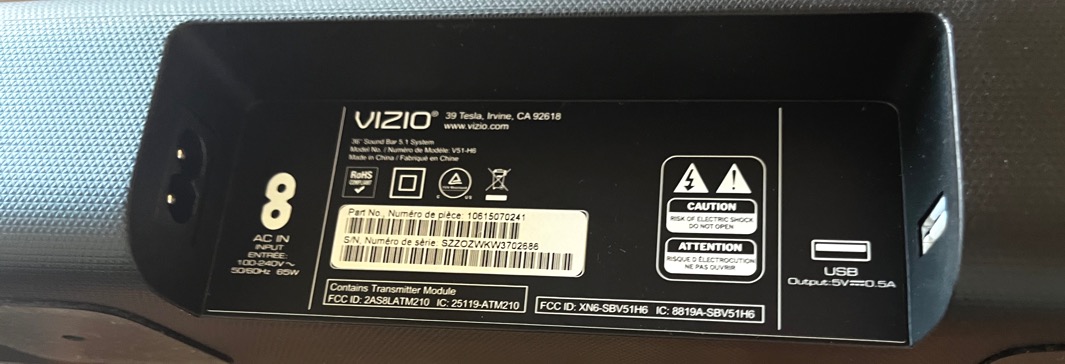 VIZIO® 39 Tesla, Irvine, CA 92618
www.vizio.com
36" Sound Bar 5.1 System
Model No. / Numéro de Modèle: V51-H6
Made in China / Fabriqué en Chine
RoHS
COMPLIANT
AC IN
INPUT
ENTRÉE:
100-240V~
50/60Hz 65W
Part No., Numéro de pièce: 10615070241
S/N, Numéro de série: SZZOZWKW3702686
Contains Transmitter Module
FCC ID: 2AS8LATM210 IC: 25119-ATM210
FCC ID: XN6-SBV51H6 IC: 8819A-SBV51H6
CAUTION
RISK OF ELECTRIC SHOCK
DO NOT OPEN
ATTENTION
RISQUE D'ÉLECTROCUTION
NE PAS OUVRIR
USB
Output:5V⎓0.5A